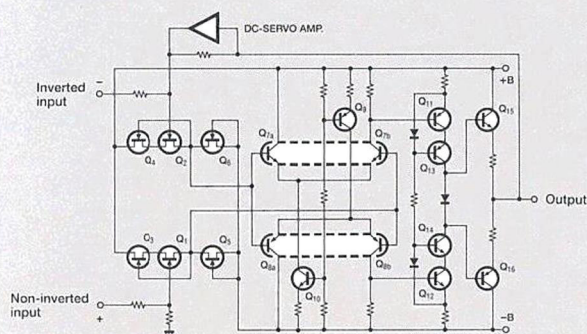 DC-SERVO AMP.
+B
Inverted
input
−
Q9
Q11
Q15
Q4
Q2
Q6
Q7a
Q7b
Q13
Output
Q3
Q1
Q5
Q14
Q8a
Q10
Q8b
Q12
Q16
Non-inverted
input
+
−B